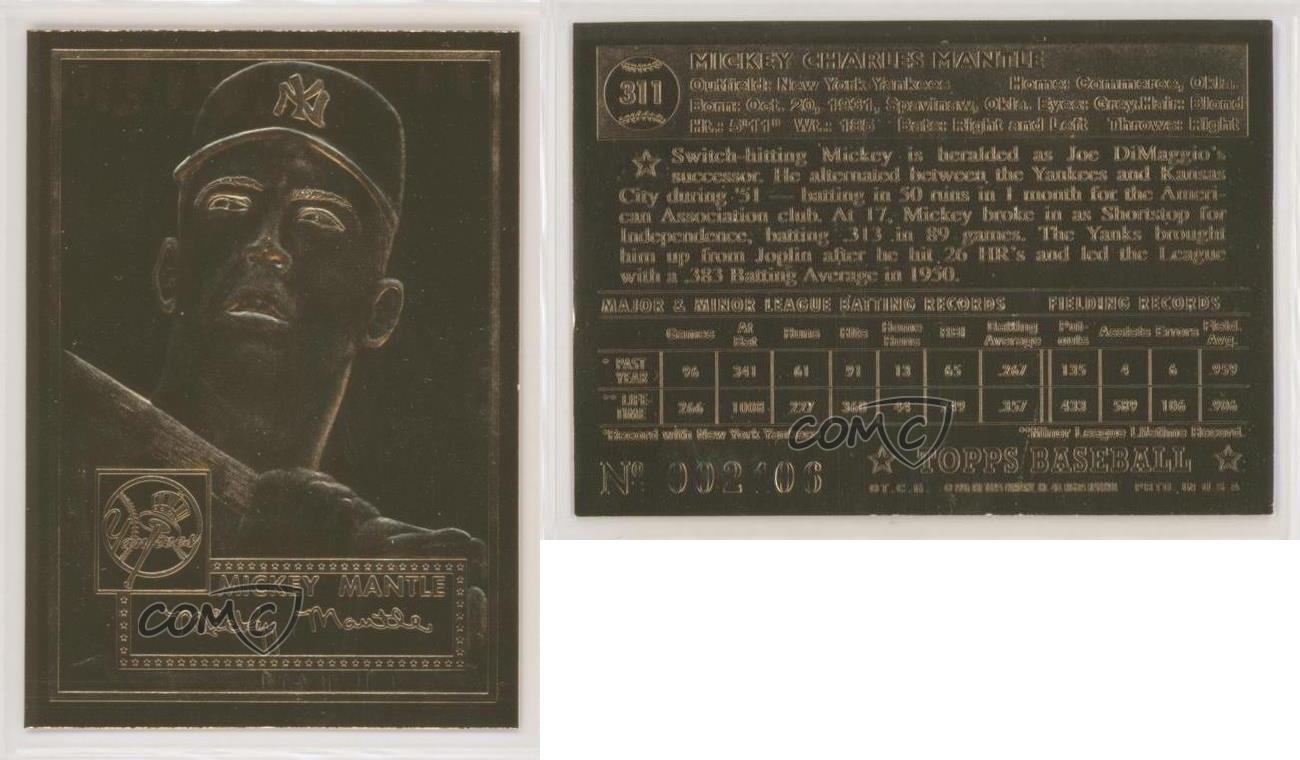 NY
Yankees
MICKEY MANTLE
Mickey Mantle
COMC
311
MICKEY CHARLES MANTLE
Outfield: New York Yankees Home: Commerce, Okla.
Born: Oct. 20, 1931, Spavinaw, Okla. Eyes: Grey. Hair: Blond
Ht.: 5'11" Wt.: 185 Bats: Right and Left Throws: Right
Switch-hitting Mickey is heralded as Joe DiMaggio's
successor. He alternated between the Yankees and Kansas
City during '51 — batting in 50 runs in 1 month for the Ameri-
can Association club. At 17, Mickey broke in as Shortstop for
Independence, batting .313 in 89 games. The Yanks brought
him up from Joplin after he hit 26 HR's and led the League
with a .383 Batting Average in 1950.
MAJOR & MINOR LEAGUE BATTING RECORDS FIELDING RECORDS
Games At Bat Runs Hits Home Runs RBI Batting Average Put-outs Assists Errors Field. Avg.
* PAST YEAR 96 341 61 91 13 65 .267 135 4 6 .959
** LIFE-TIME 266 1008 227 360 44 .357 433 589 106 .906
*Record with New York Yankees **Minor League Lifetime Record.
COMC
Nº 002406 TOPPS BASEBALL
©T.C.G. PRTD. IN U.S.A.